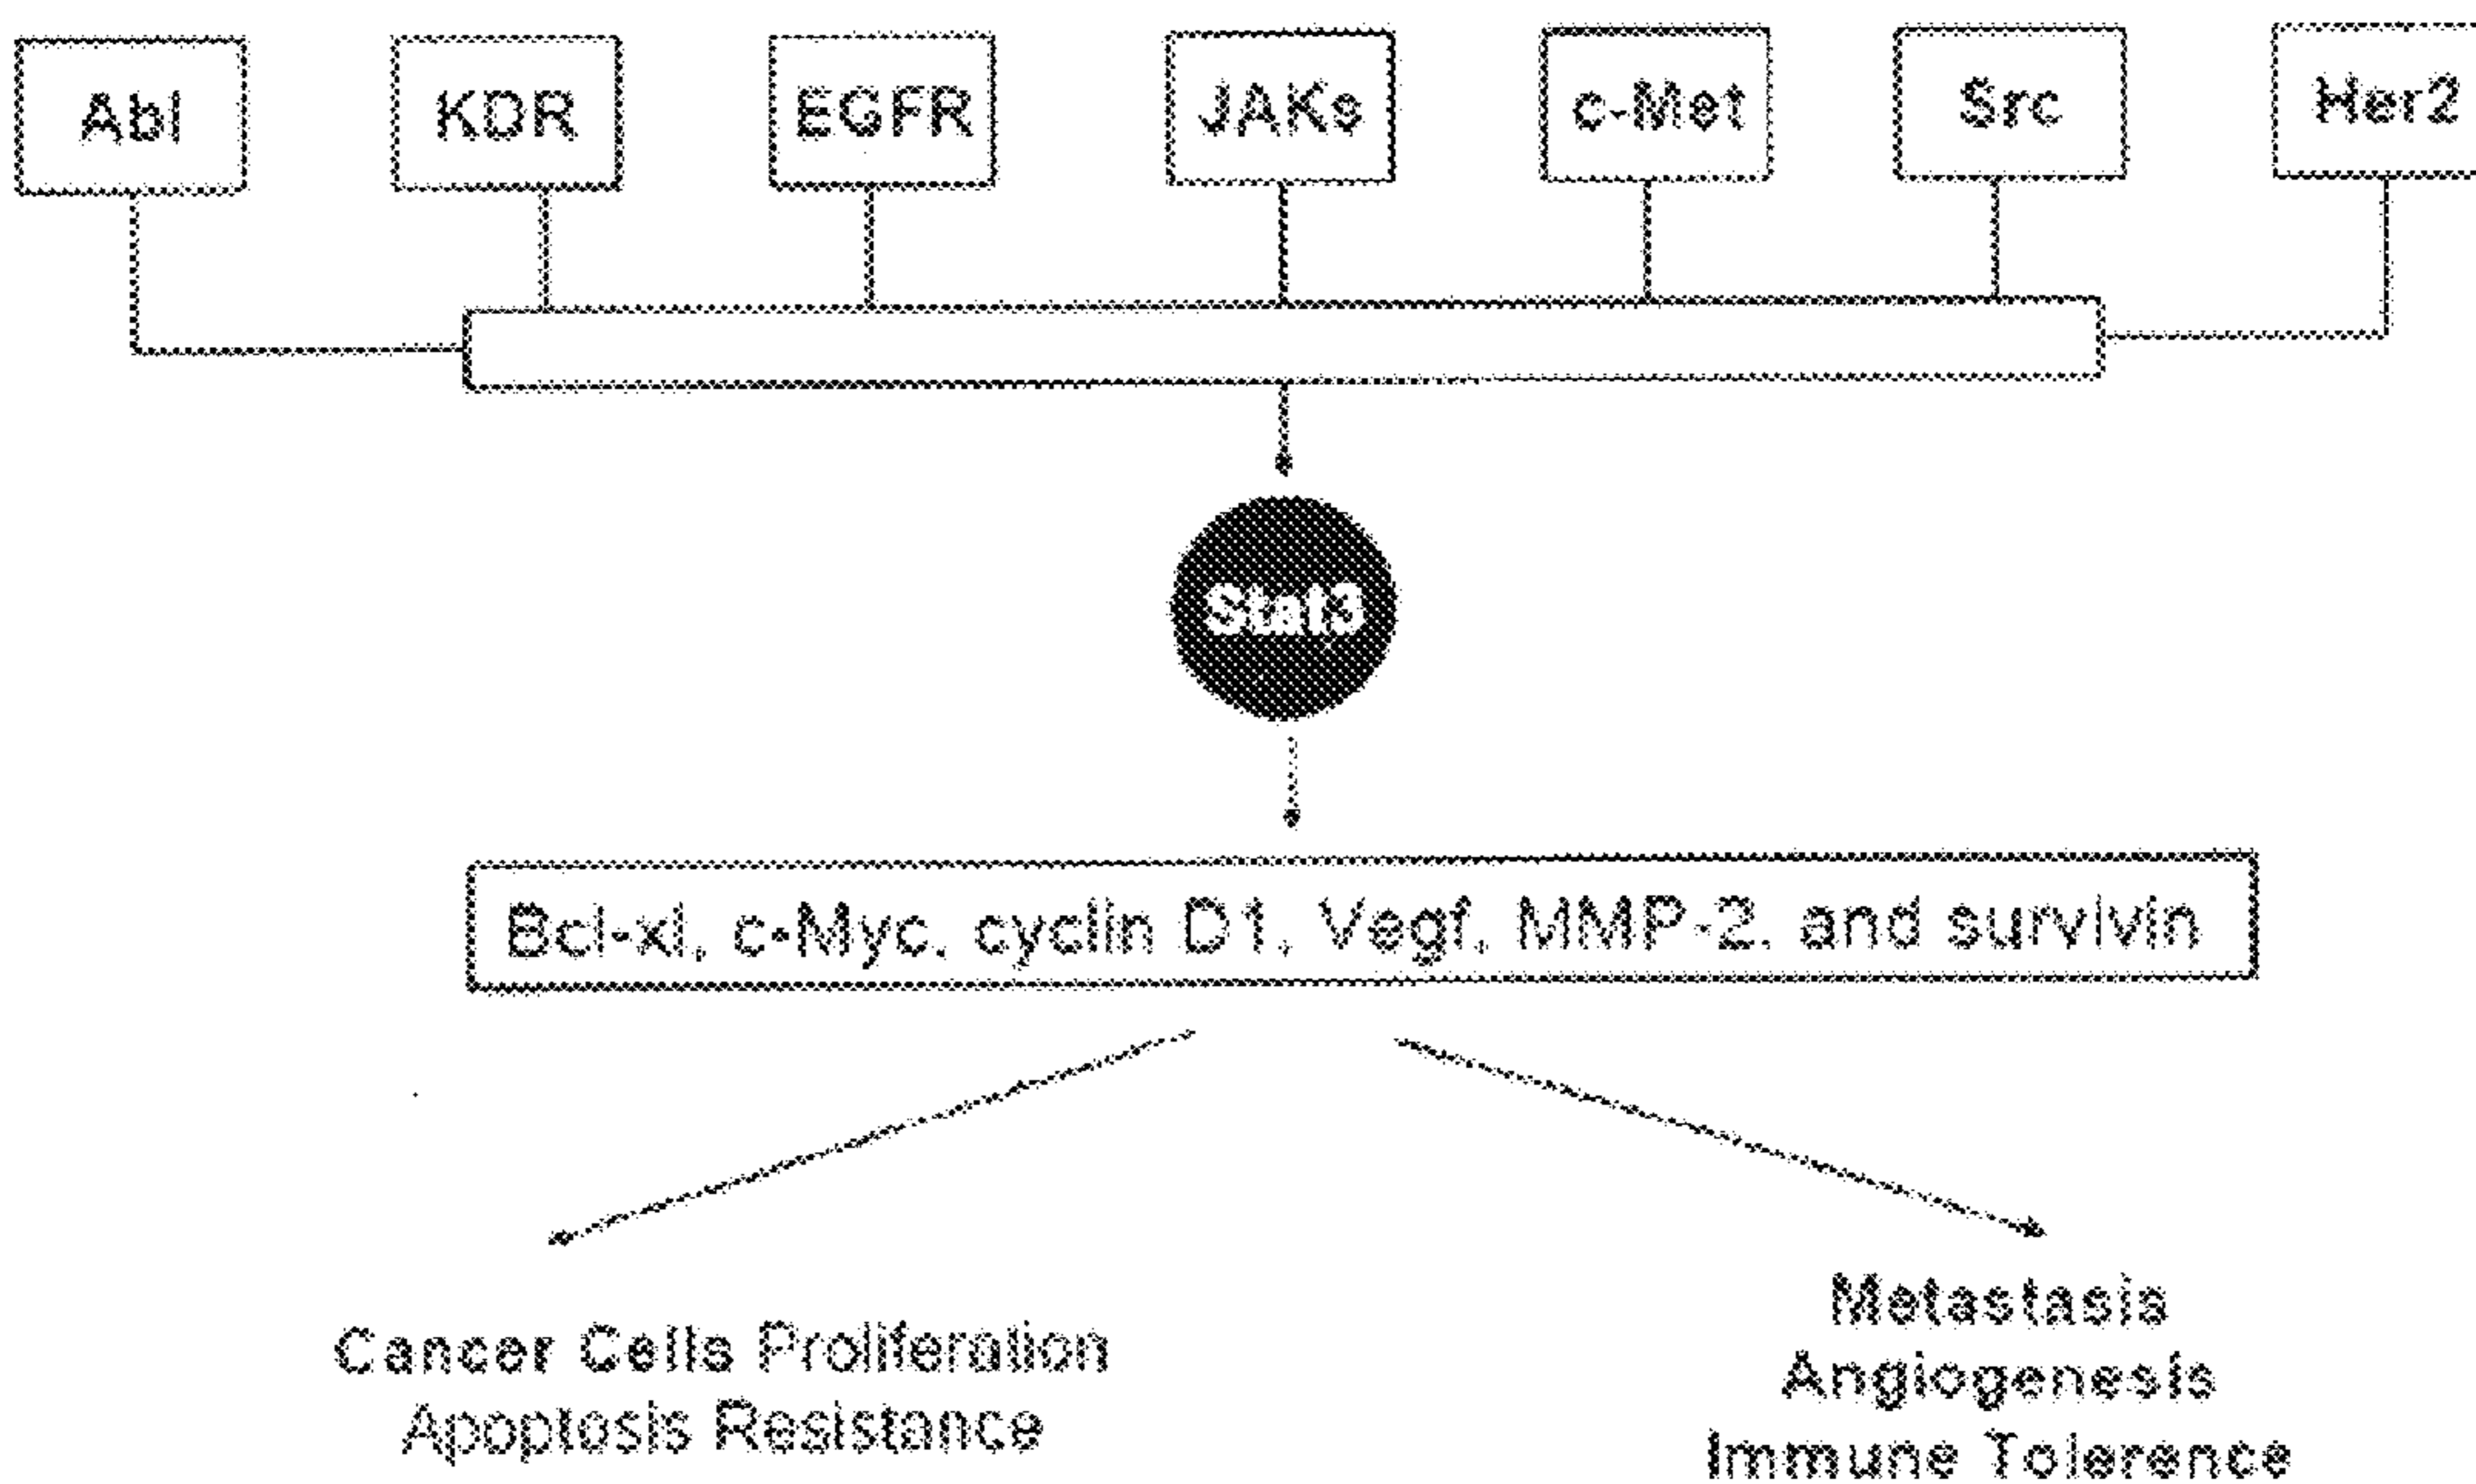 Abl
KDR
EGFR
JAKs
c-Met
Src
Her2
Stat3
Bcl-xl, c-Myc, cyclin D1, Vegf, MMP-2, and survivin
Cancer Cells Proliferation
Apoptosis Resistance
Metastasis
Angiogenesis
Immune Tolerence